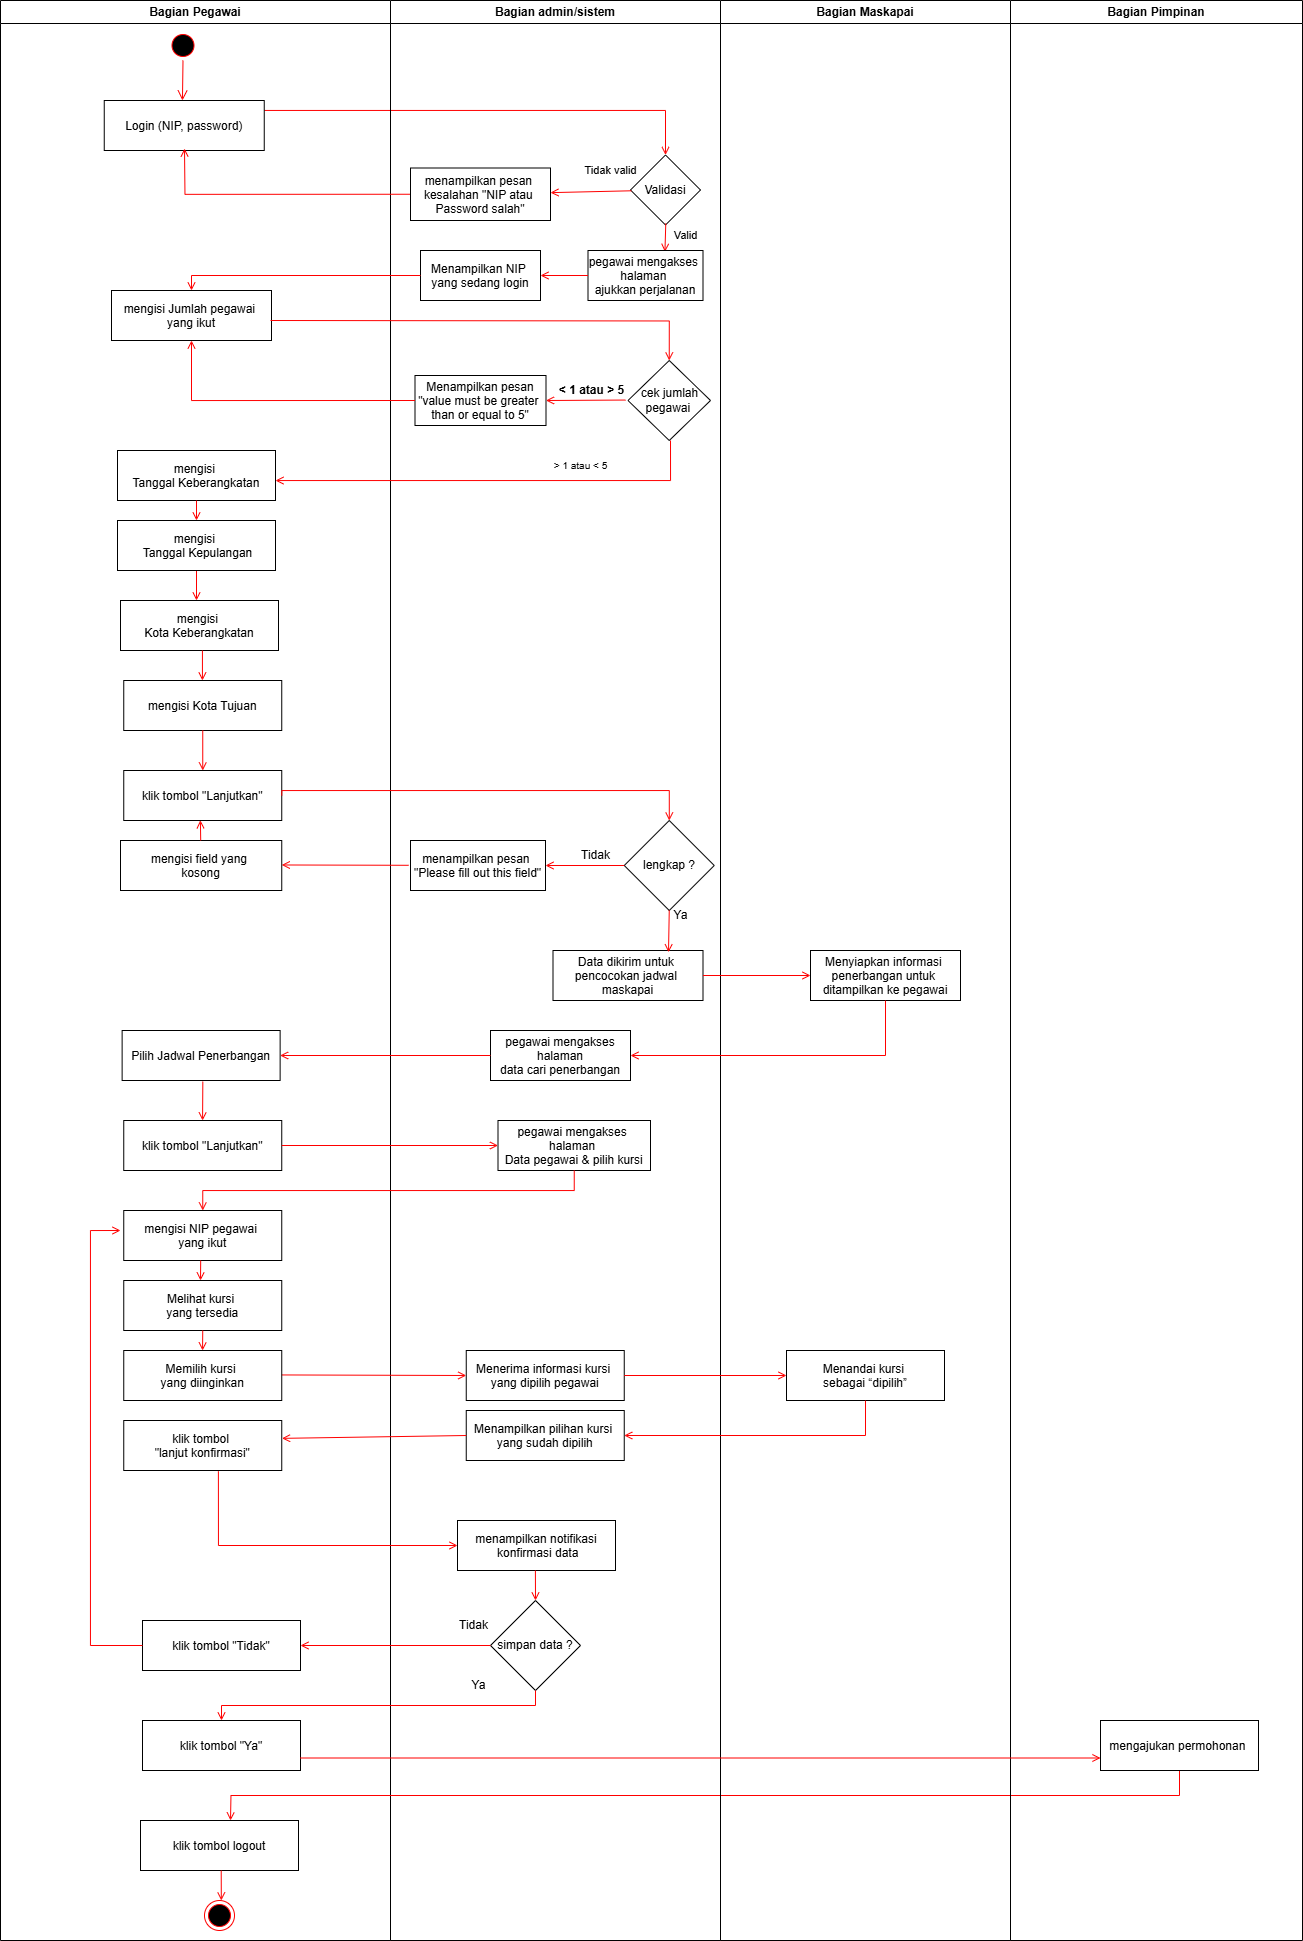 Bagian Pegawai
Bagian admin/sistem
Bagian Maskapai
Bagian Pimpinan
Login (NIP, password)
Tidak valid
Validasi
menampilkan pesan
kesalahan "NIP atau
Password salah"
Valid
pegawai mengakses
halaman
ajukkan perjalanan
Menampilkan NIP
yang sedang login
mengisi Jumlah pegawai
yang ikut
cek jumlah
pegawai
< 1 atau > 5
Menampilkan pesan
"value must be greater
than or equal to 5"
> 1 atau < 5
mengisi
Tanggal Keberangkatan
mengisi
Tanggal Kepulangan
mengisi
Kota Keberangkatan
mengisi Kota Tujuan
klik tombol "Lanjutkan"
lengkap ?
Tidak
menampilkan pesan
"Please fill out this field"
mengisi field yang
kosong
Ya
Data dikirim untuk
pencocokan jadwal
maskapai
Menyiapkan informasi
penerbangan untuk
ditampilkan ke pegawai
pegawai mengakses
halaman
data cari penerbangan
Pilih Jadwal Penerbangan
klik tombol "Lanjutkan"
pegawai mengakses
halaman
Data pegawai & pilih kursi
mengisi NIP pegawai
yang ikut
Melihat kursi
yang tersedia
Memilih kursi
yang diinginkan
Menerima informasi kursi
yang dipilih pegawai
Menandai kursi
sebagai “dipilih”
Menampilkan pilihan kursi
yang sudah dipilih
klik tombol
"lanjut konfirmasi"
menampilkan notifikasi
konfirmasi data
Tidak
simpan data ?
klik tombol "Tidak"
Ya
klik tombol "Ya"
mengajukan permohonan
klik tombol logout